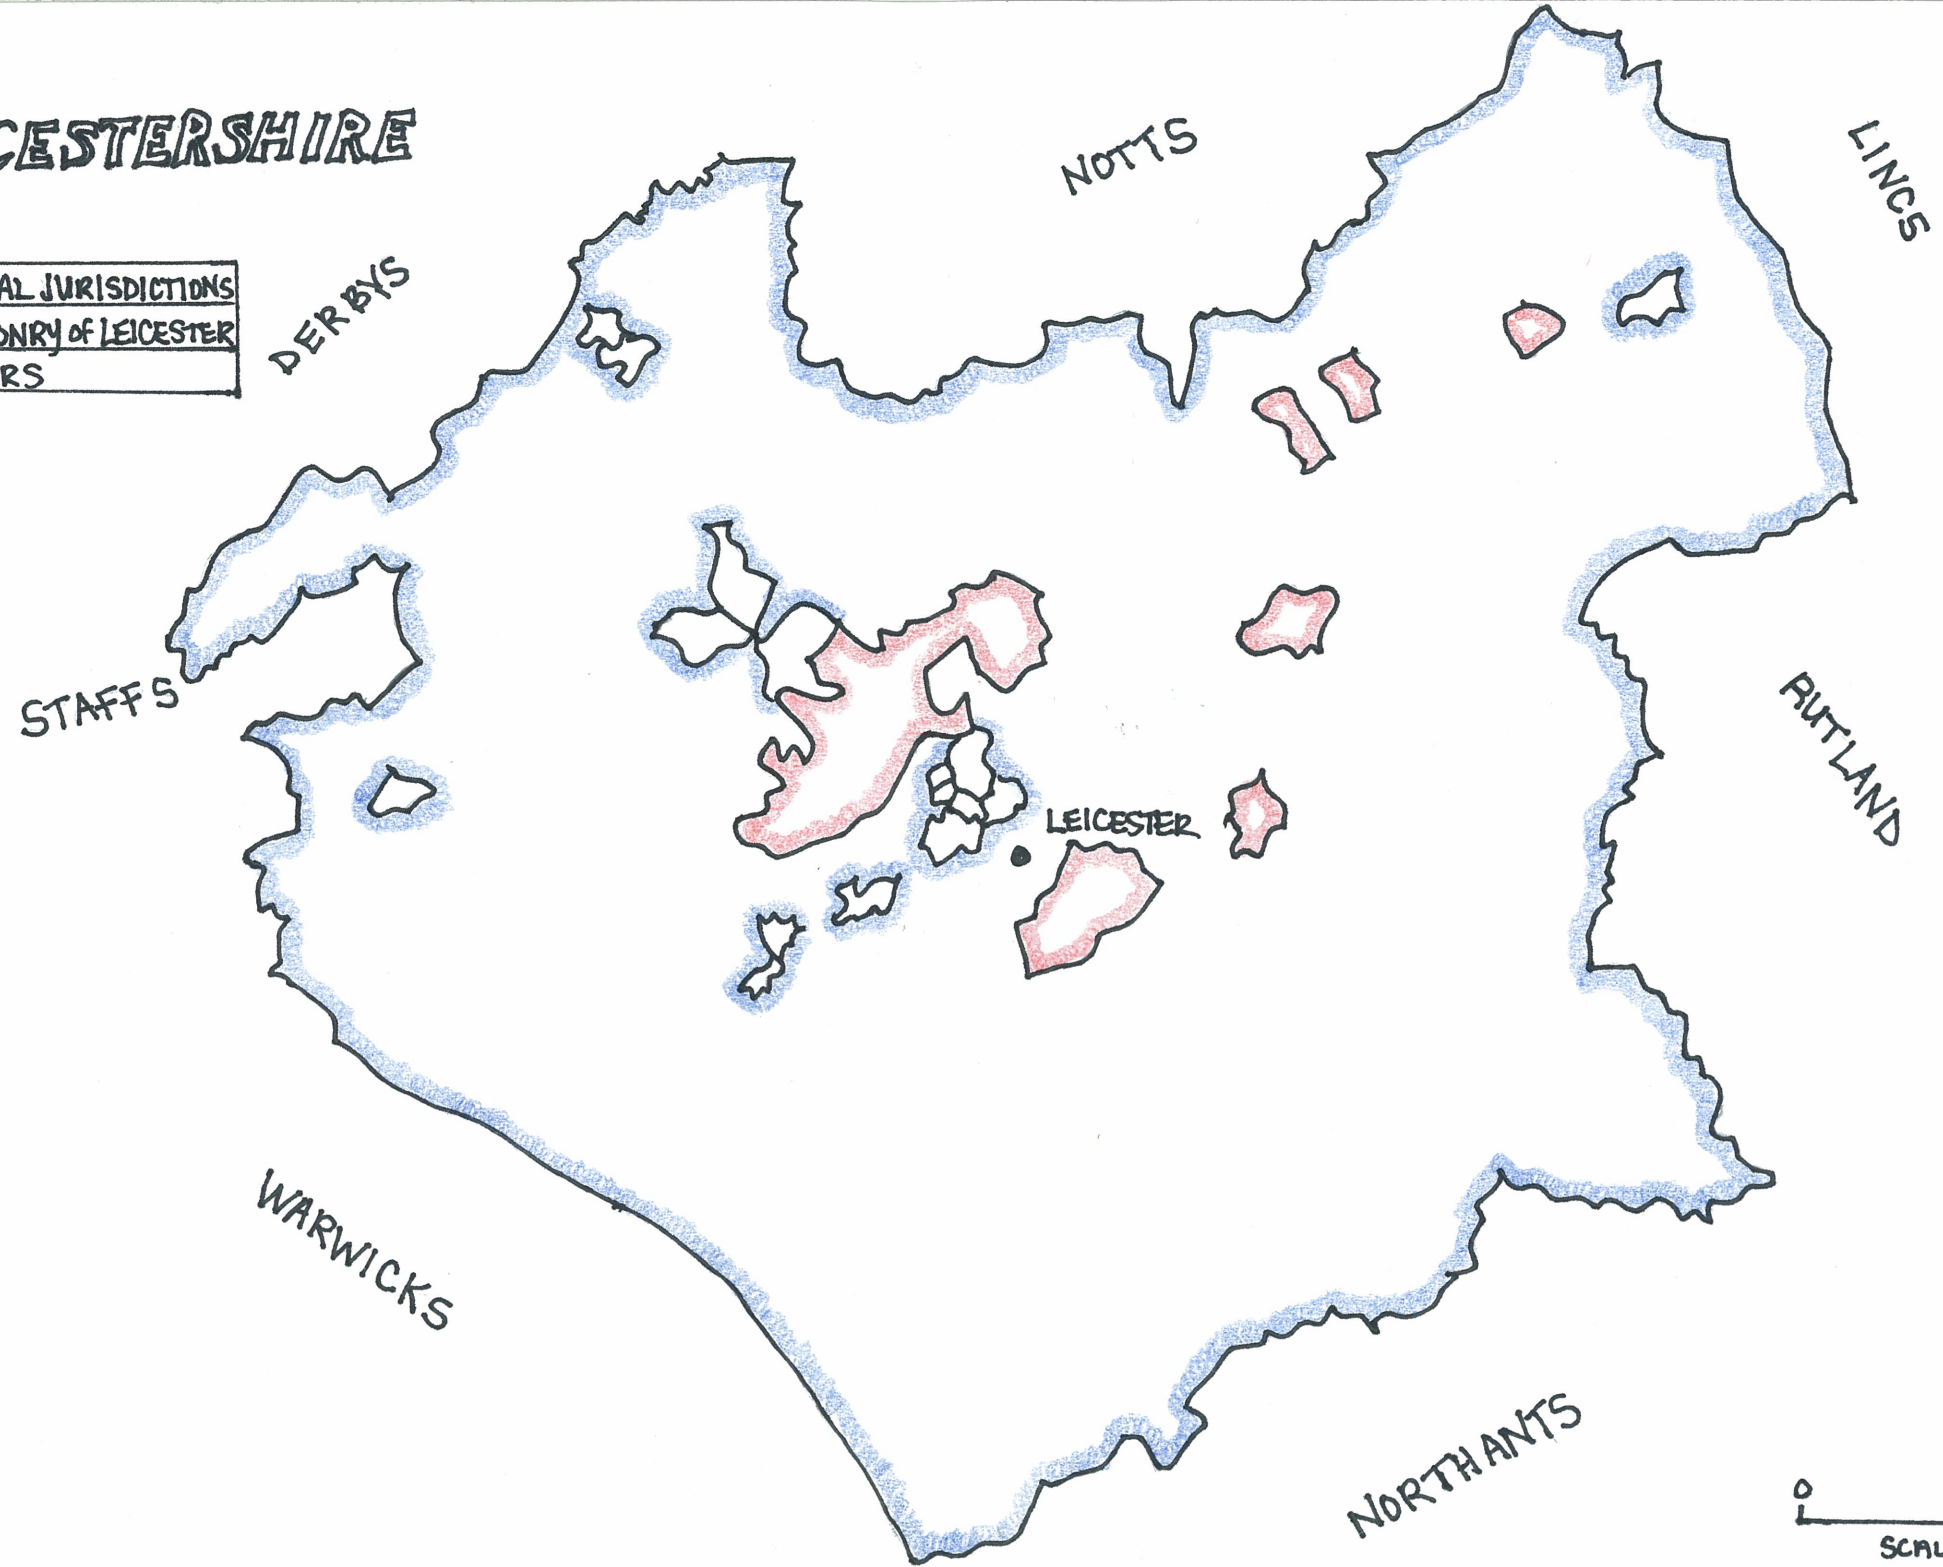 CESTERSHIRE
NOTTS
LINCS
DERBYS
AL JURISDICTIONS
ONRY of LEICESTER
RS
STAFFS
RUTLAND
LEICESTER
WARWICKS
NORTHANTS
0
SCAL